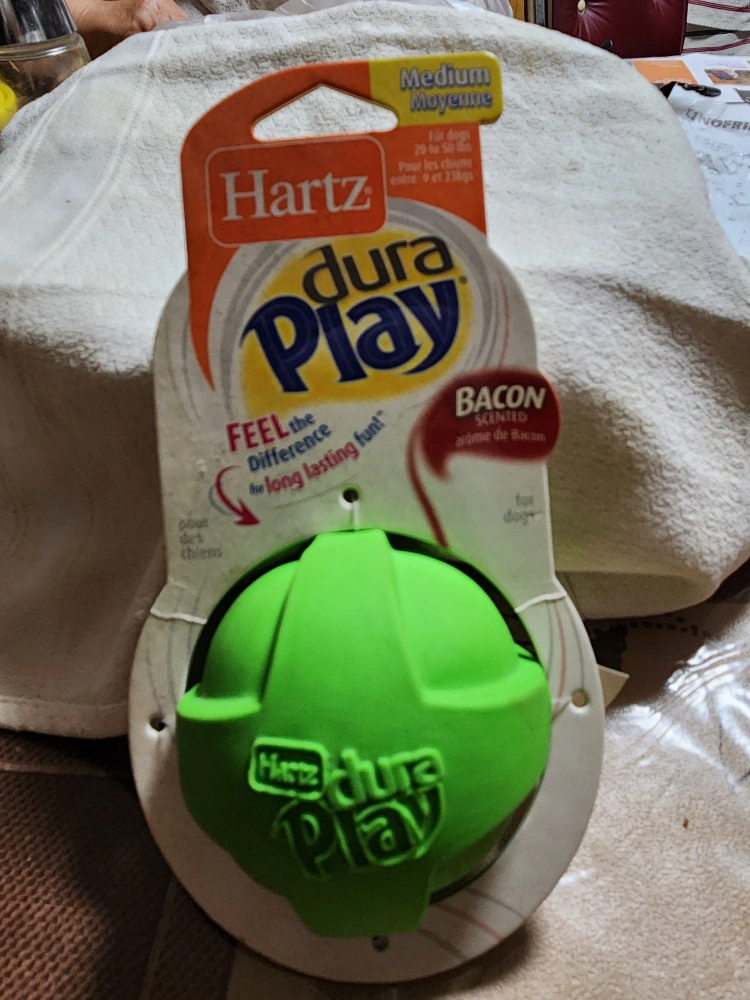 Medium
Moyenne
For dogs
20 to 50 lbs
Pour les chiens
entre 9 et 23kgs
Hartz®
dura
Play®
BACON
SCENTED
arôme de Bacon
FEEL the
Difference
for long lasting fun!™
pour
des
chiens
for
dogs
Hartz dura
Play